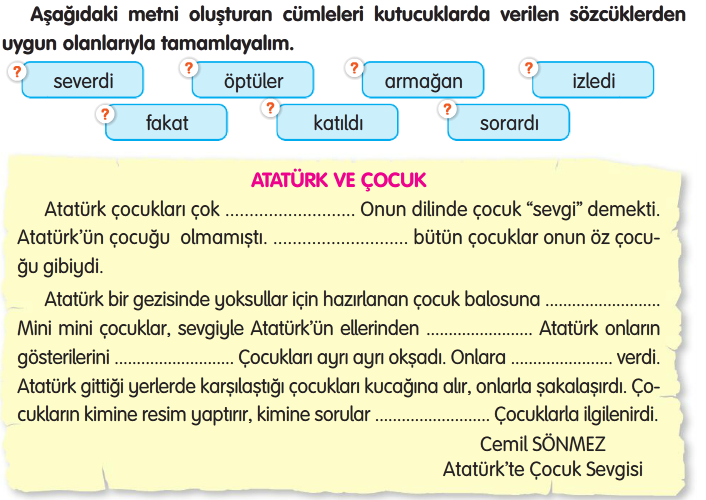 Aşağıdaki metni oluşturan cümleleri kutucuklarda verilen sözcüklerden
uygun olanlarıyla tamamlayalım.
? severdi ? öptüler ? armağan ? izledi
? fakat ? katıldı ? sorardı
ATATÜRK VE ÇOCUK
Atatürk çocukları çok ........................... Onun dilinde çocuk “sevgi” demekti.
Atatürk’ün çocuğu olmamıştı. ............................ bütün çocuklar onun öz çocu-
ğu gibiydi.
Atatürk bir gezisinde yoksullar için hazırlanan çocuk balosuna ........................
Mini mini çocuklar, sevgiyle Atatürk’ün ellerinden ...................... Atatürk onların
gösterilerini ......................... Çocukları ayrı ayrı okşadı. Onlara ..................... verdi.
Atatürk gittiği yerlerde karşılaştığı çocukları kucağına alır, onlarla şakalaşırdı. Ço-
cukların kimine resim yaptırır, kimine sorular ........................ Çocuklarla ilgilenirdi.
Cemil SÖNMEZ
Atatürk’te Çocuk Sevgisi